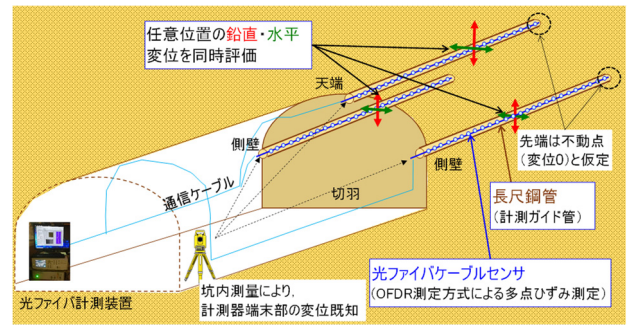 任意位置の鉛直・水平
変位を同時評価
天端
側壁
先端は不動点
(変位0)と仮定
側壁
通信ケーブル
切羽
長尺鋼管
(計測ガイド管)
光ファイバケーブルセンサ
(OFDR測定方式による多点ひずみ測定)
坑内測量により,
計測器端末部の変位既知
光ファイバ計測装置